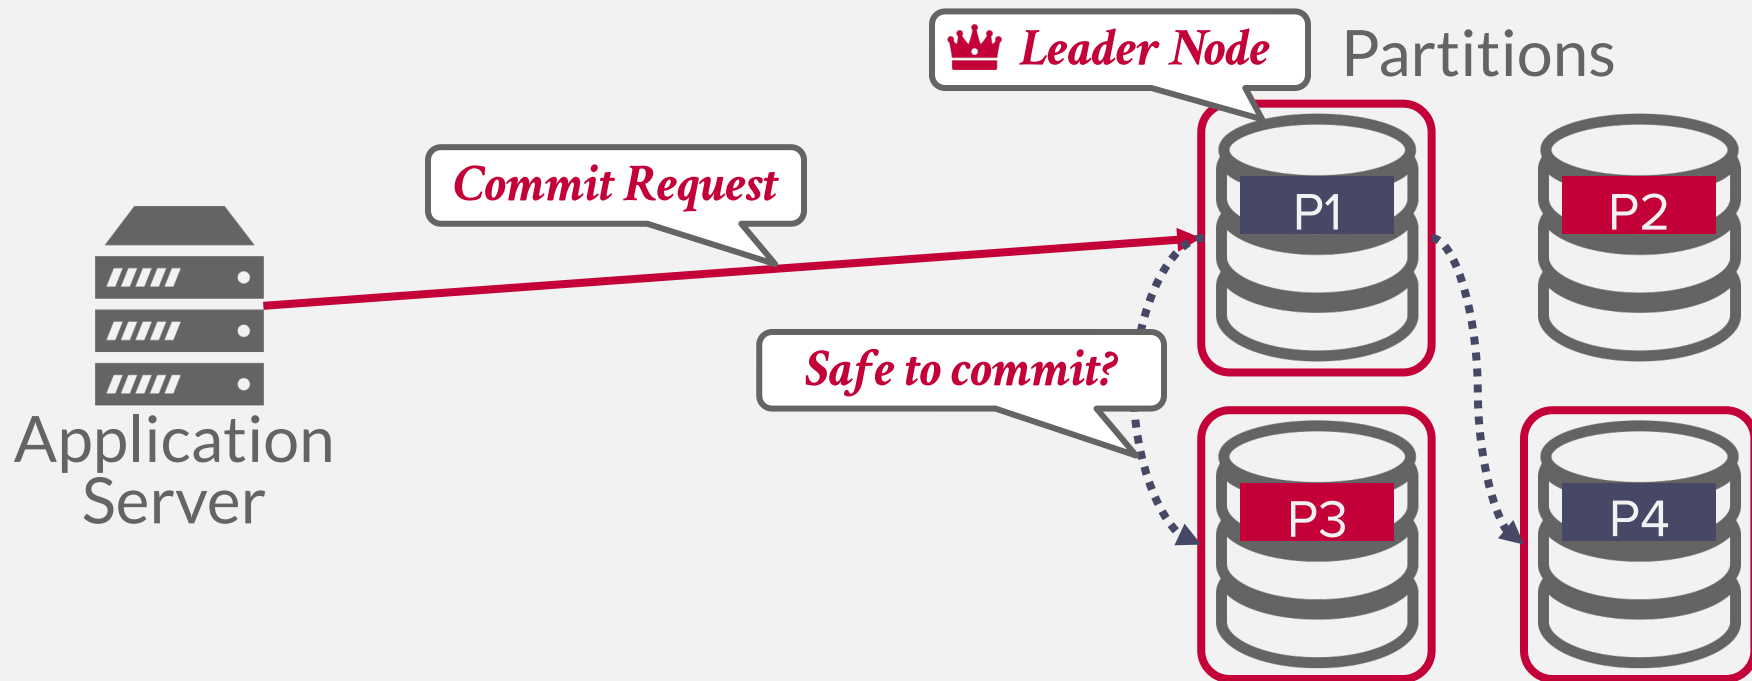 Leader Node
Partitions
Commit Request
P1
P2
Safe to commit?
Application
Server
P3
P4